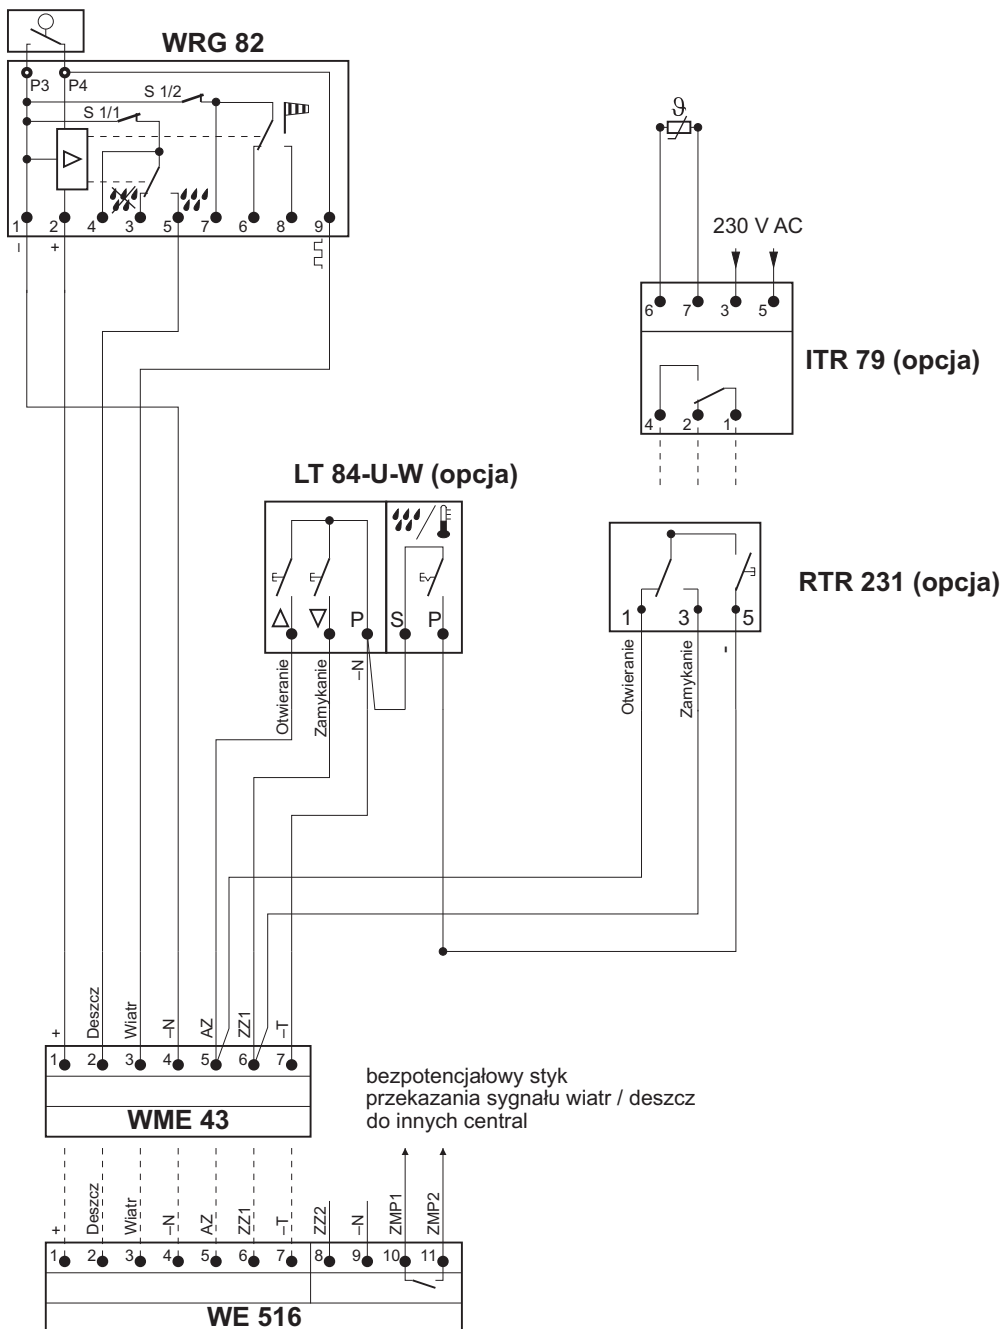 WRG 82
P3 P4
S 1/2
S 1/1
1 2 4 3 5 7 6 8 9
– +
ϑ
230 V AC
6 7 3 5
ITR 79 (opcja)
4 2 1
LT 84-U-W (opcja)
P S P
Otwieranie
Zamykanie
–N
RTR 231 (opcja)
1 3 5
Otwieranie
Zamykanie
-
+
Deszcz
Wiatr
–N
AZ
ZZ1
–T
1 2 3 4 5 6 7
WME 43
bezpotencjałowy styk
przekazania sygnału wiatr / deszcz
do innych central
+
Deszcz
Wiatr
–N
AZ
ZZ1
–T
ZZ2
–N
ZMP1
ZMP2
1 2 3 4 5 6 7 8 9 10 11
WE 516